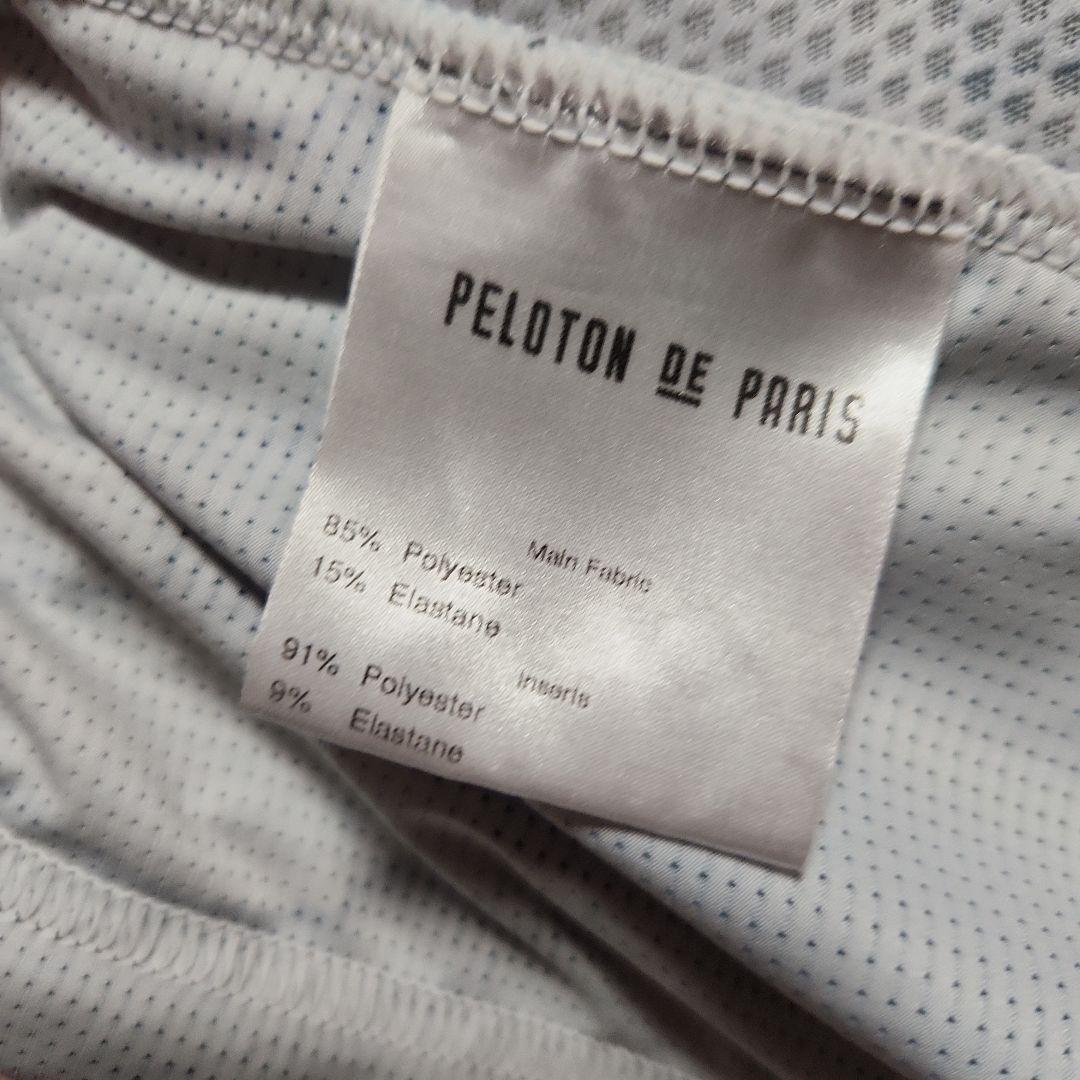 PELOTON DE PARIS
Main Fabric
85% Polyester
15% Elastane
Inserts
91% Polyester
9% Elastane